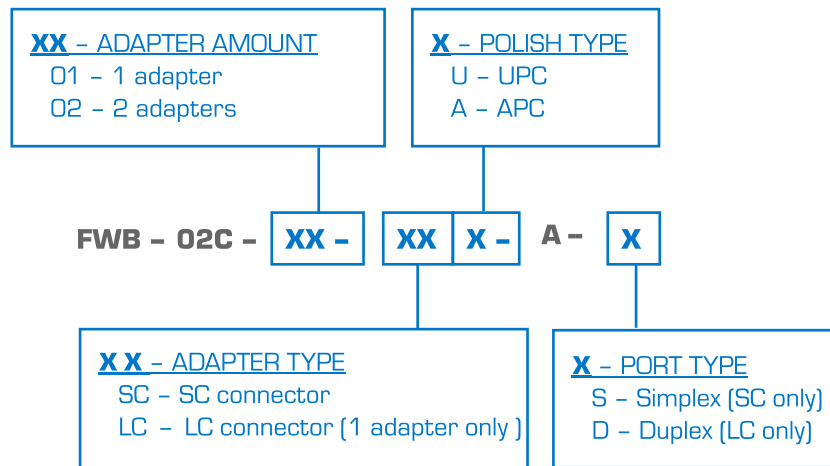 XX – ADAPTER AMOUNT
01 – 1 adapter
02 – 2 adapters
X – POLISH TYPE
U – UPC
A – APC
FWB – 02C – XX – XX X – A – X
X X – ADAPTER TYPE
SC – SC connector
LC – LC connector (1 adapter only )
X – PORT TYPE
S – Simplex (SC only)
D – Duplex (LC only)